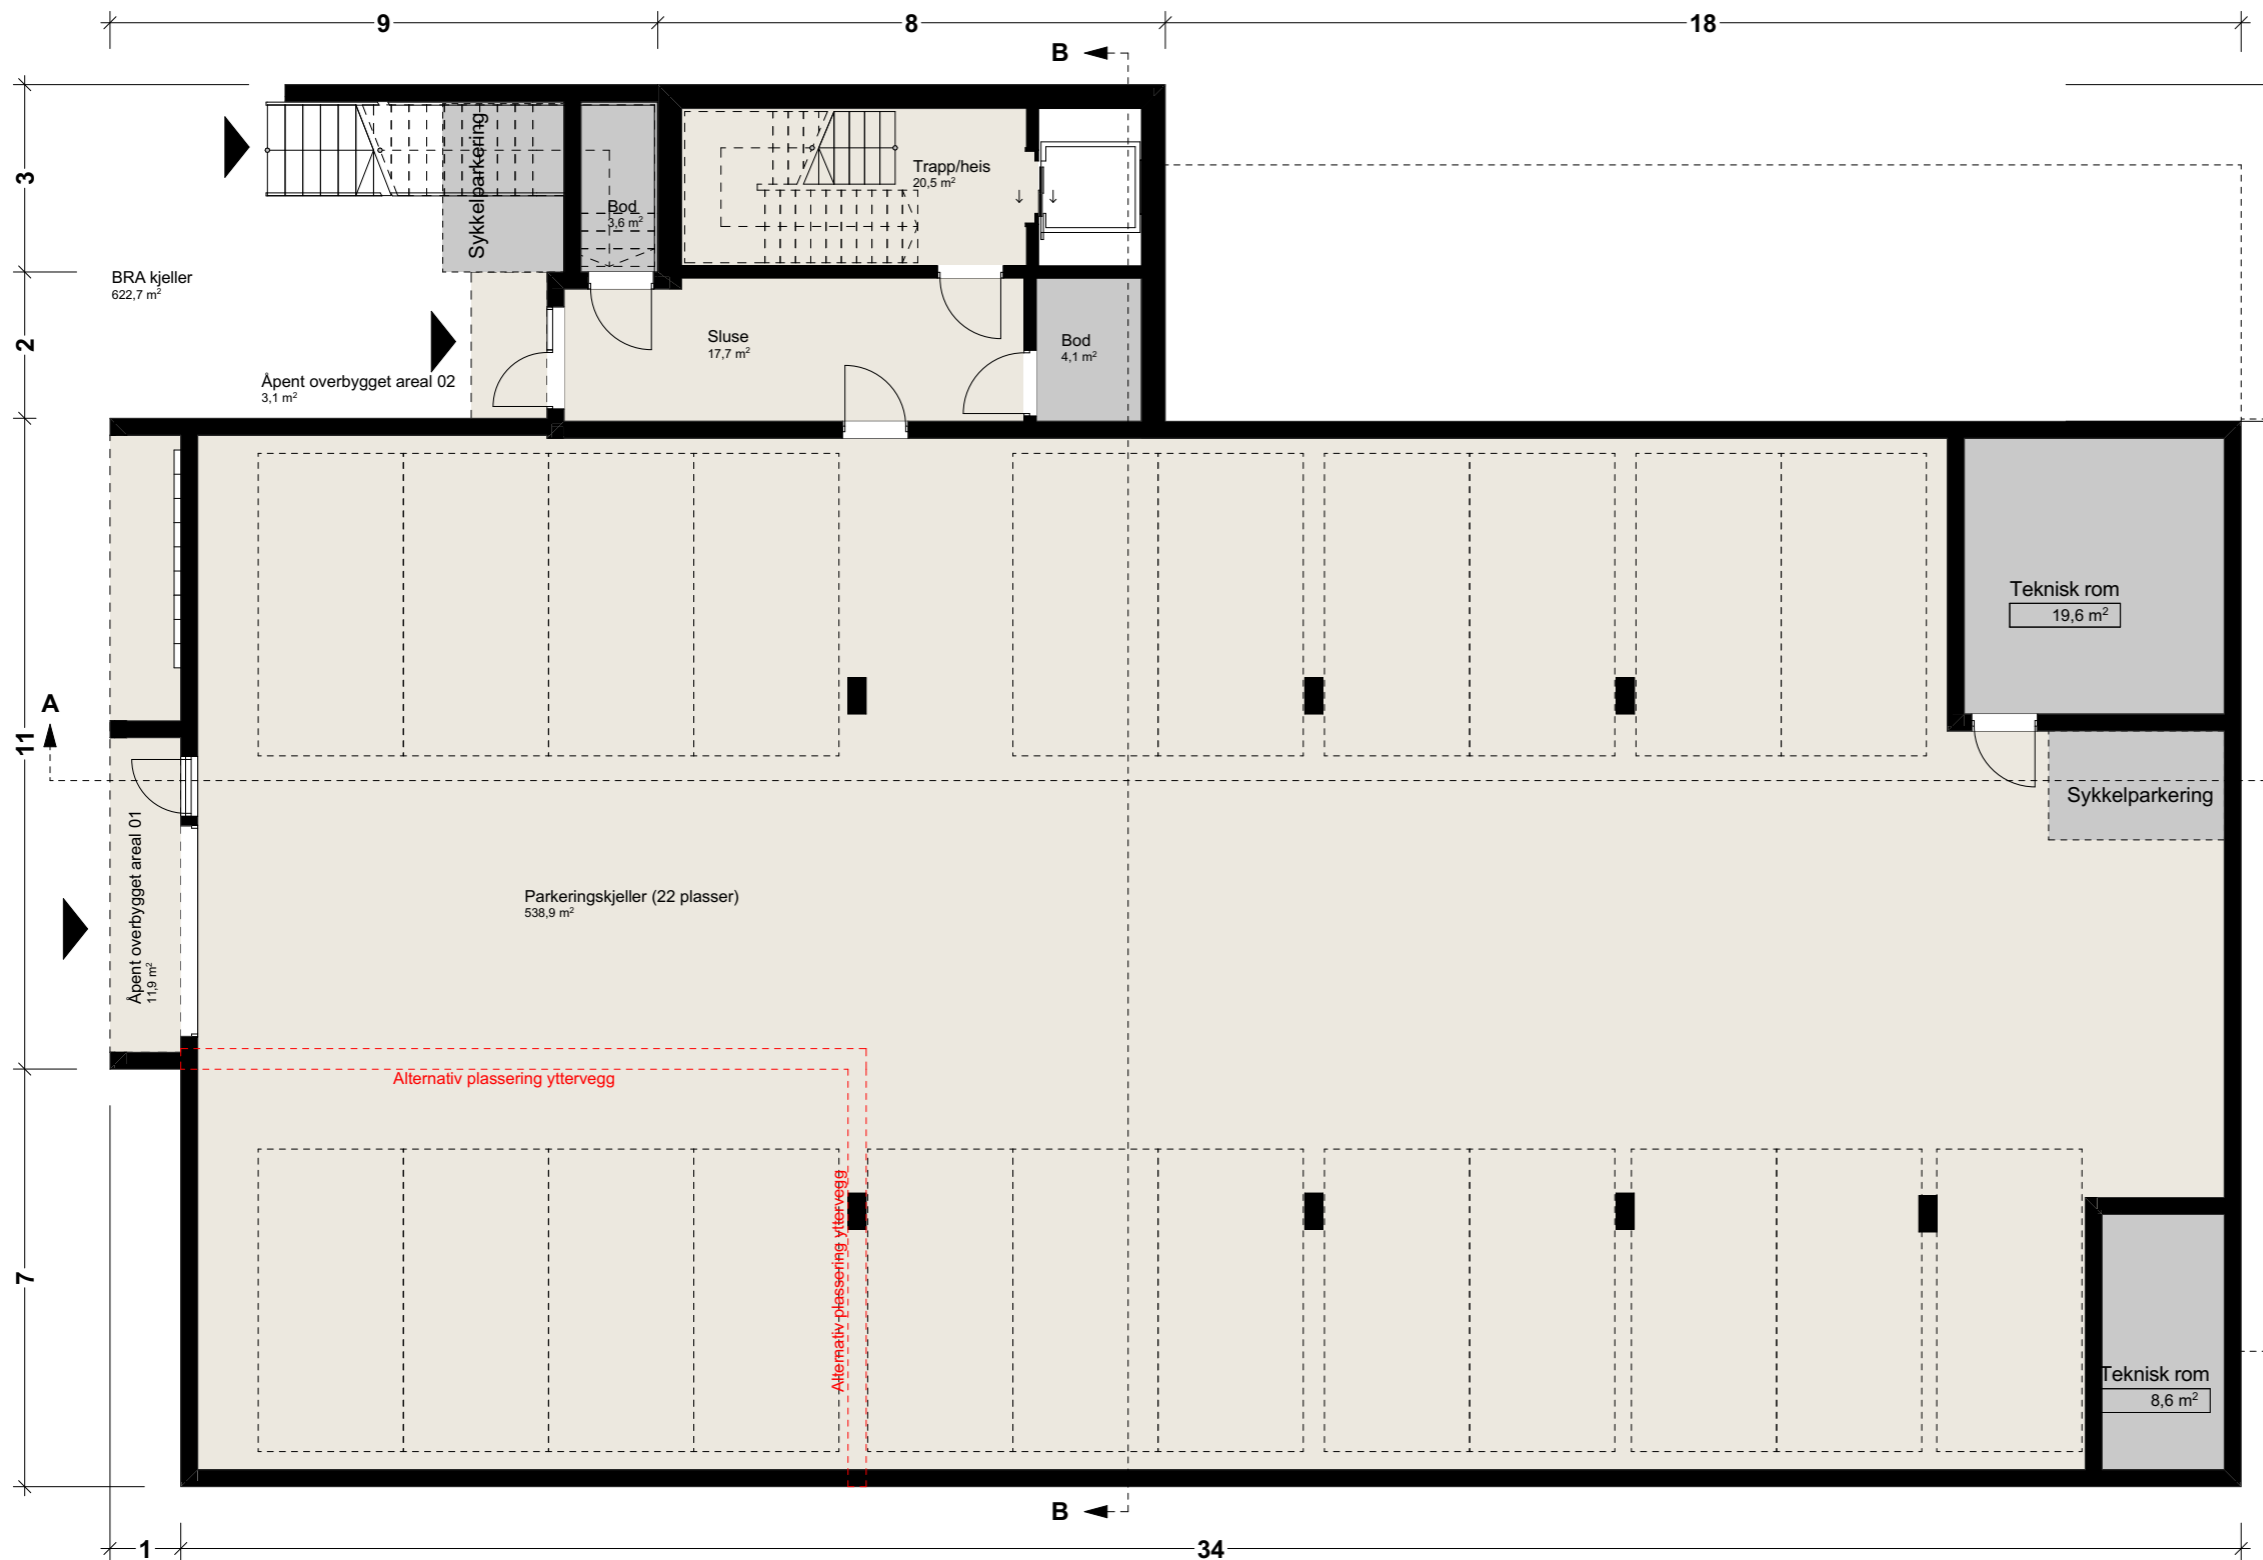 9
8
18
B
3
Sykkelparkering
Trapp/heis
20,5 m²
Bod
3,6 m²
BRA kjeller
622,7 m²
2
Sluse
17,7 m²
Bod
4,1 m²
Åpent overbygget areal 02
3,1 m²
Teknisk rom
19,6 m²
A
11
Sykkelparkering
Åpent overbygget areal 01
11,9 m²
Parkeringskjeller (22 plasser)
538,9 m²
Alternativ plassering yttervegg
Alternativ plassering yttervegg
7
Teknisk rom
8,6 m²
B
1
34